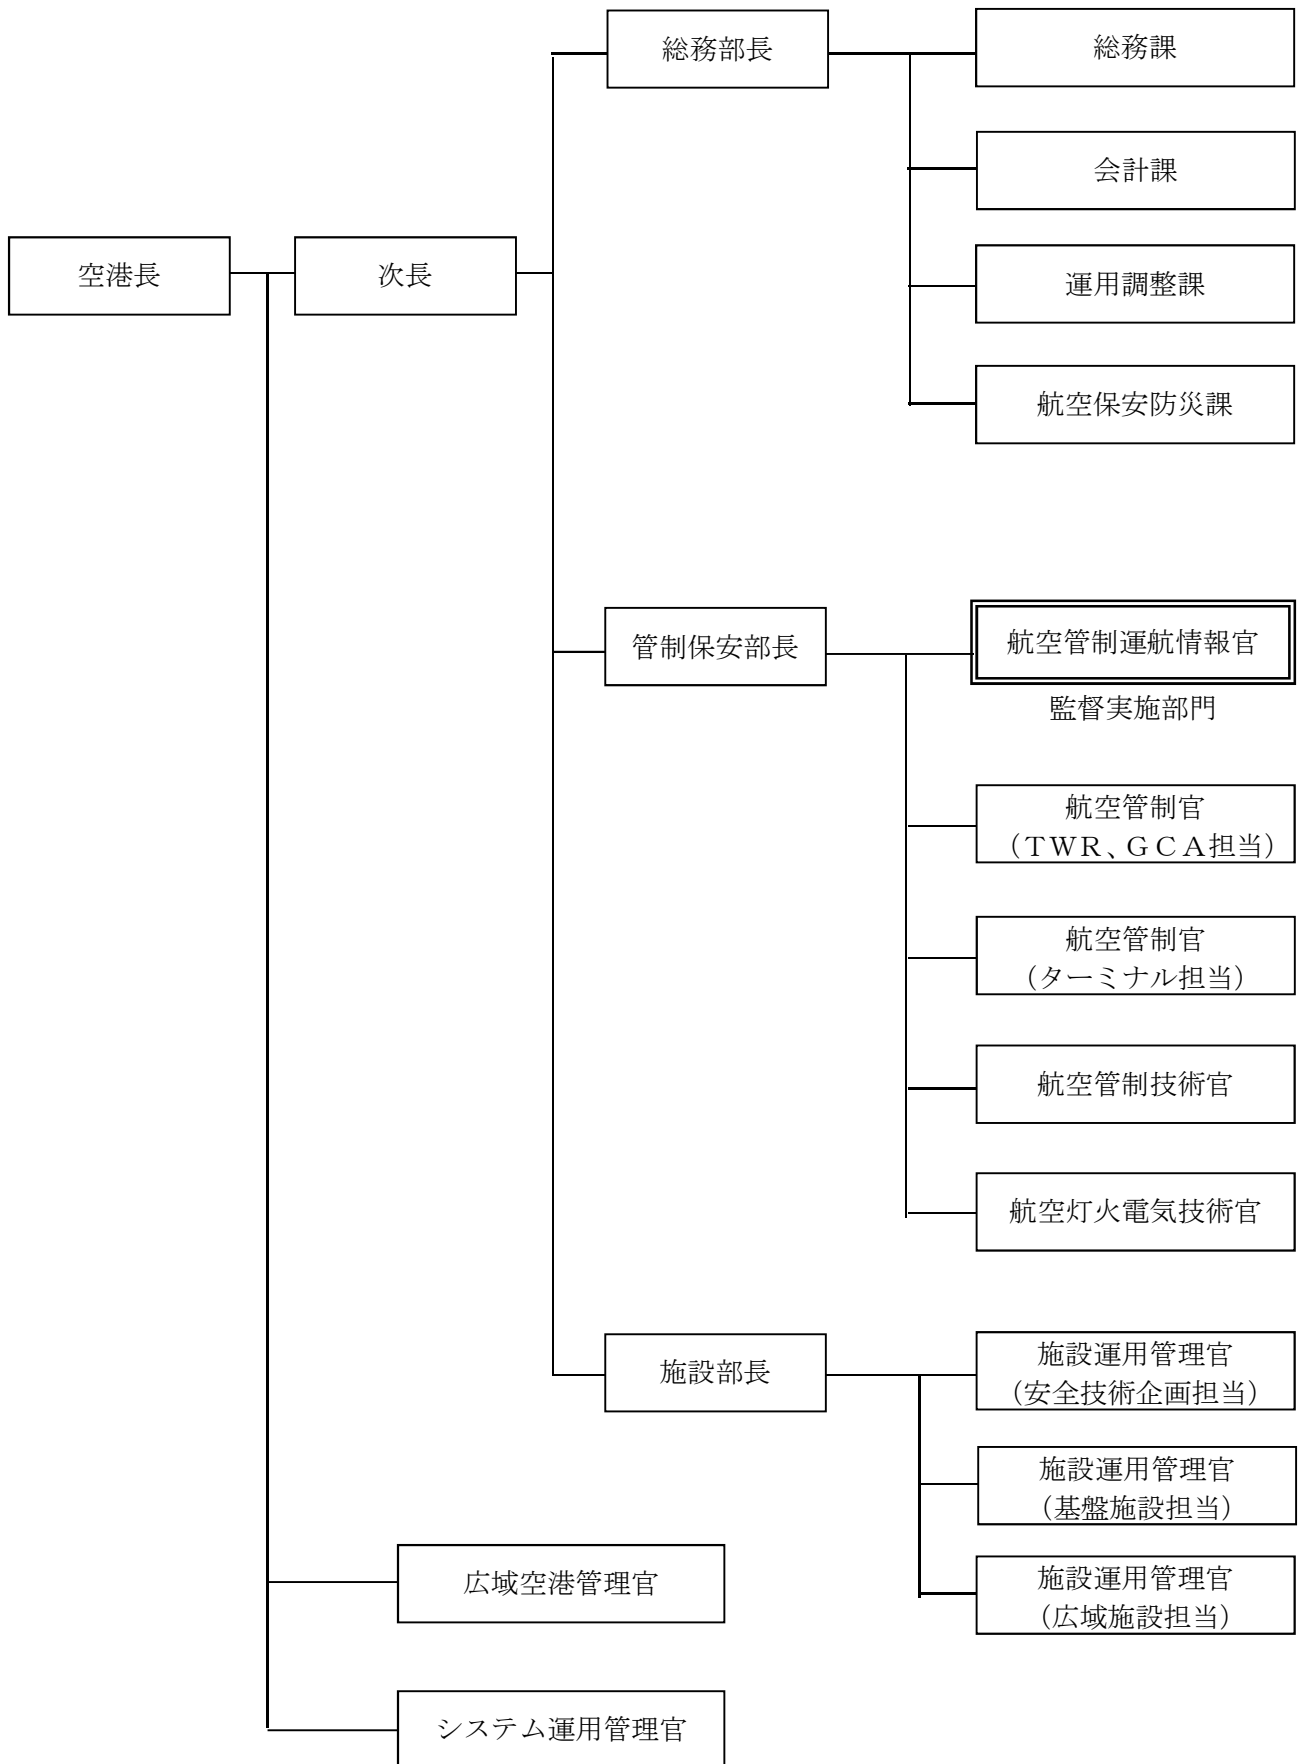 総務部長
総務課
会計課
空港長
次長
運用調整課
航空保安防災課
管制保安部長
航空管制運航情報官
監督実施部門
航空管制官
（ＴＷＲ、ＧＣＡ担当）
航空管制官
（ターミナル担当）
航空管制技術官
航空灯火電気技術官
施設部長
施設運用管理官
（安全技術企画担当）
施設運用管理官
（基盤施設担当）
広域空港管理官
施設運用管理官
（広域施設担当）
システム運用管理官